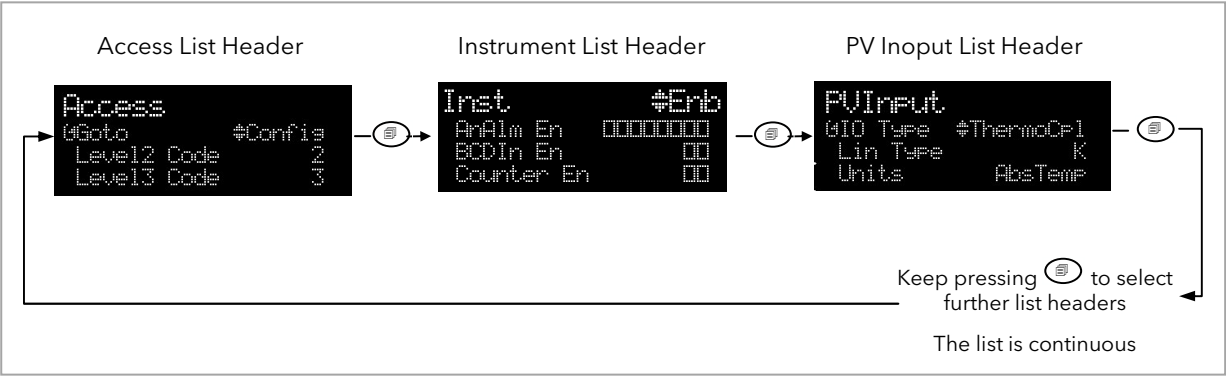 Access List Header
Instrument List Header
PV Inoput List Header
Access
Goto Config
Level2 Code 2
Level3 Code 3
Inst Enb
AnAlm En □□□□□□□□
BCDIn En □□
Counter En □□
PVInput
IO Type ThermoCpl
Lin Type K
Units AbsTemp
Keep pressing to select
further list headers
The list is continuous